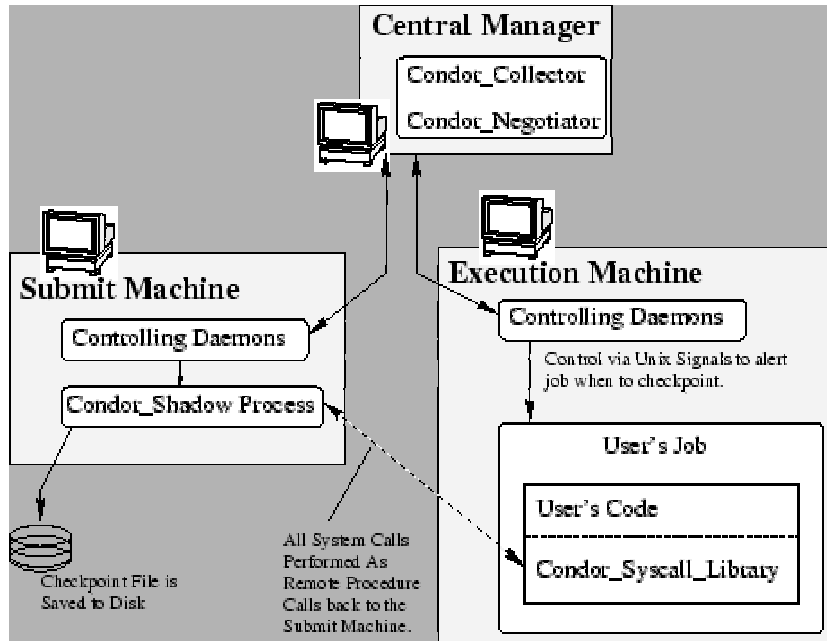 Central Manager
Condor_Collector
Condor_Negotiator
Submit Machine
Controlling Daemons
Condor_Shadow Process
Checkpoint File is
Saved to Disk
All System Calls
Performed As
Remote Procedure
Calls back to the
Submit Machine.
Execution Machine
Controlling Daemons
Control via Unix Signals to alert
job when to checkpoint.
User's Job
User's Code
Condor_Syscall_Library